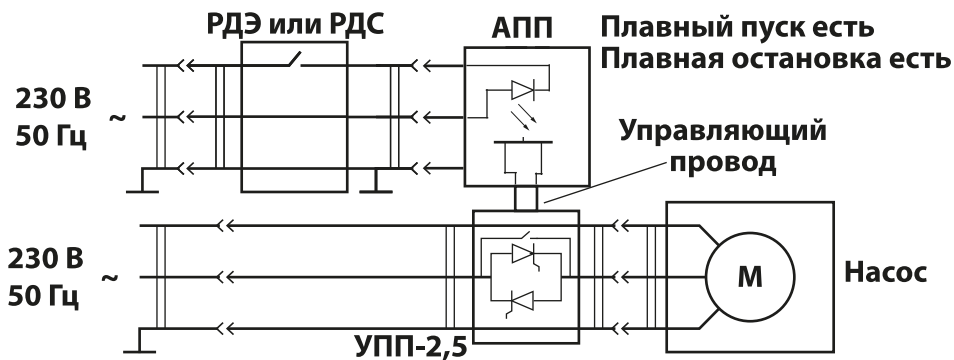 РДЭ или РДС
АПП
Плавный пуск есть
Плавная остановка есть
230 В
50 Гц
~
Управляющий
провод
230 В
50 Гц
~
М
Насос
УПП-2,5